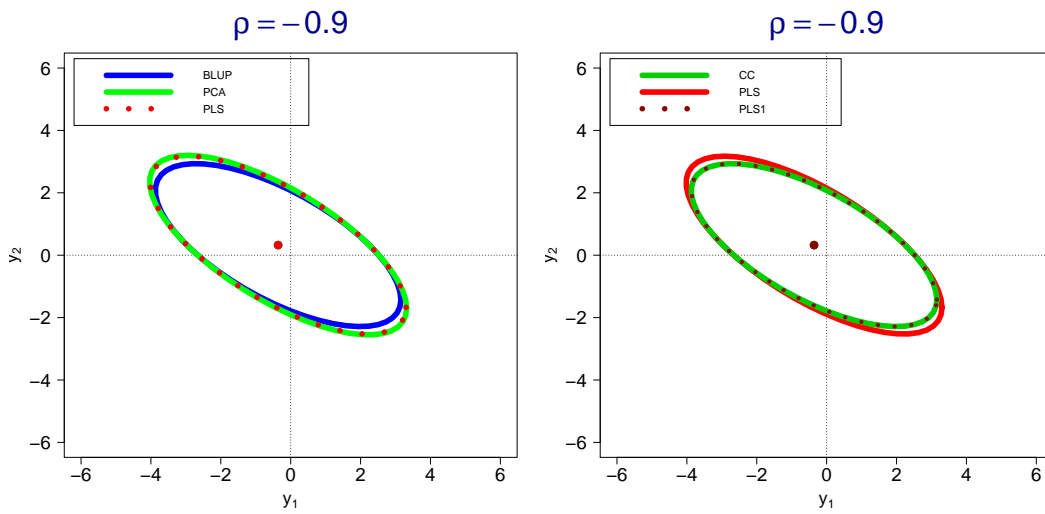 ρ = −0.9
BLUP
PCA
PLS
6
4
2
0
−2
−4
−6
y2
−6 −4 −2 0 2 4 6
y1
ρ = −0.9
CC
PLS
PLS1
6
4
2
0
−2
−4
−6
y2
−6 −4 −2 0 2 4 6
y1